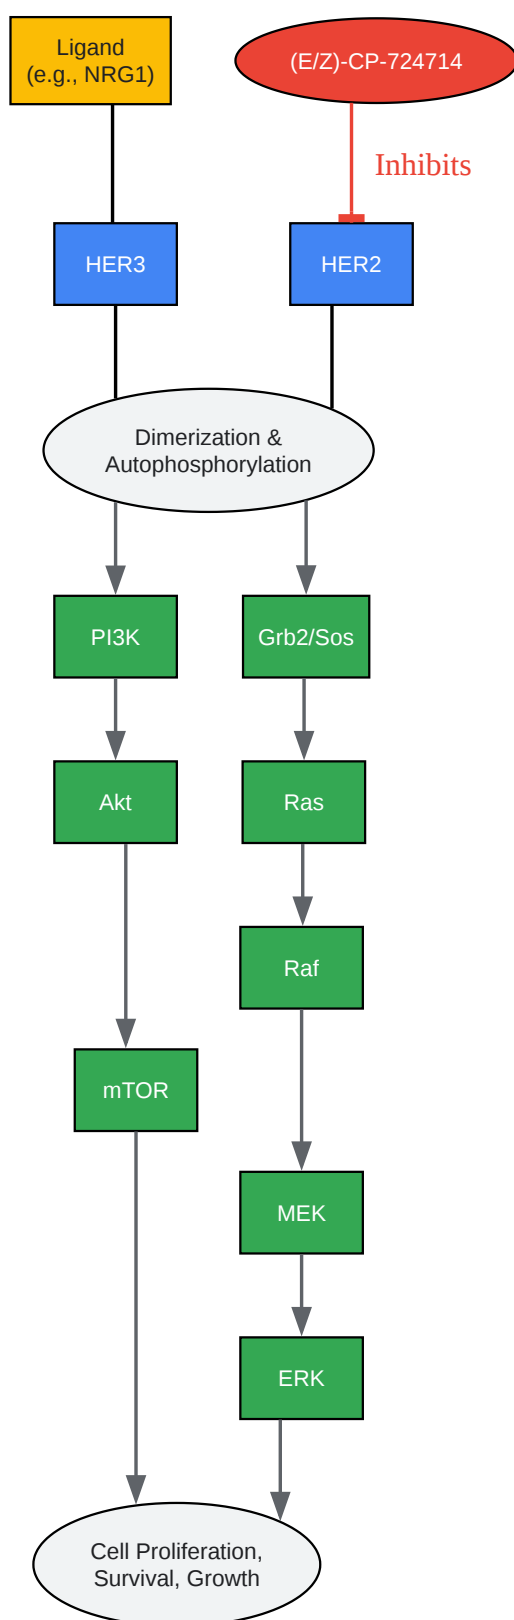 Ligand
(e.g., NRG1)
(E/Z)-CP-724714
Inhibits
HER3
HER2
Dimerization &
Autophosphorylation
PI3K
Grb2/Sos
Akt
Ras
Raf
mTOR
MEK
ERK
Cell Proliferation,
Survival, Growth